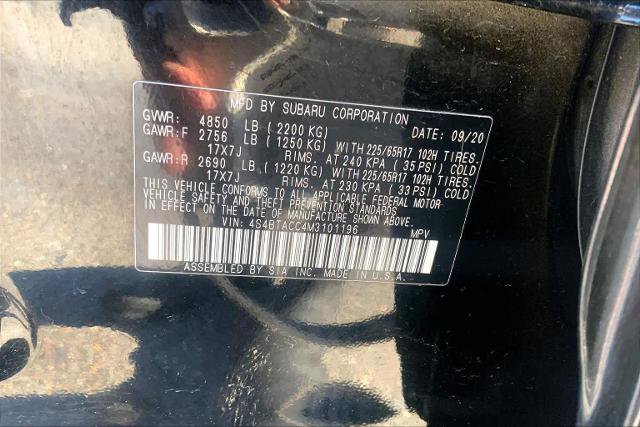 MFD BY SUBARU CORPORATION
GVWR: 4850 LB (2200 KG) DATE: 09/20
GAWR:F 2756 LB (1250 KG) WITH 225/65R17 102H TIRES.
17X7J RIMS. AT 240 KPA (35 PSI) COLD
GAWR:R 2690 LB (1220 KG) WITH 225/65R17 102H TIRES.
17X7J RIMS. AT 230 KPA (33 PSI) COLD
THIS VEHICLE CONFORMS TO ALL APPLICABLE FEDERAL MOTOR
VEHICLE SAFETY AND THEFT PREVENTION STANDARDS
IN EFFECT ON THE DATE OF MANUFACTURE SHOWN ABOVE.
VIN: 4S4BTACC4M3101196 MPV
ASSEMBLED BY SIA INC. MADE IN U.S.A.